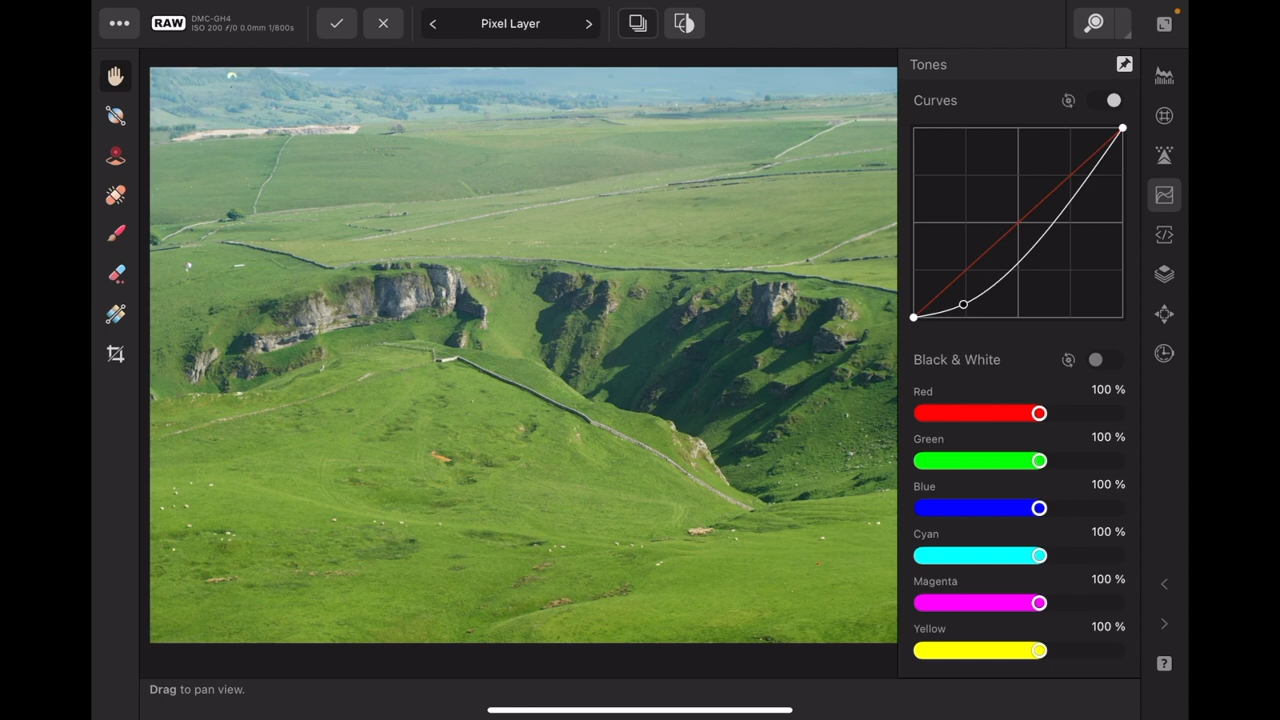 RAW
DMC-GH4
ISO 200 ƒ/0 0.0mm 1/800s
Pixel Layer
Tones
Curves
Black & White
Red 100 %
Green 100 %
Blue 100 %
Cyan 100 %
Magenta 100 %
Yellow 100 %
Drag to pan view.
?